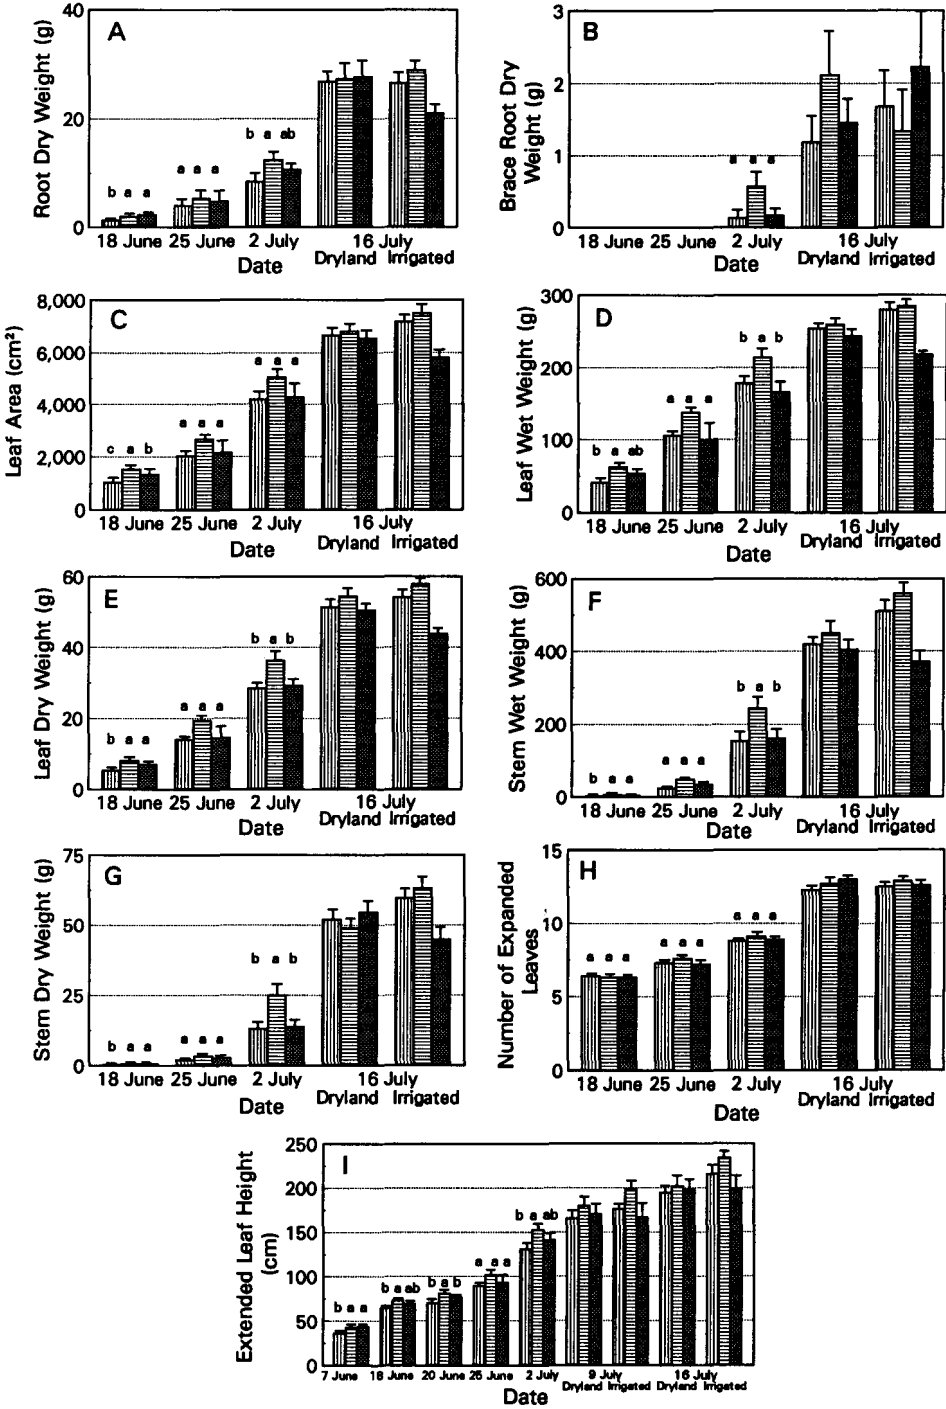 A
Root Dry Weight (g)
40
20
0
b a a
a a a
b a ab
18 June 25 June 2 July 16 July
Dryland Irrigated
Date
B
Brace Root Dry
Weight (g)
3
2
1
0
a a a
18 June 25 June 2 July 16 July
Dryland Irrigated
Date
C
Leaf Area (cm²)
8,000
6,000
4,000
2,000
0
c a b
a a a
a a a
18 June 25 June 2 July 16 July
Dryland Irrigated
Date
D
Leaf Wet Weight (g)
300
200
100
0
b a ab
a a a
b a b
18 June 25 June 2 July 16 July
Dryland Irrigated
Date
E
Leaf Dry Weight (g)
60
40
20
0
b a a
a a a
b a b
18 June 25 June 2 July 16 July
Dryland Irrigated
Date
F
Stem Wet Weight (g)
600
400
200
0
b a a
a a a
b a b
18 June 25 June 2 July 16 July
Dryland Irrigated
Date
G
Stem Dry Weight (g)
75
50
25
0
b a a
a a a
b a b
18 June 25 June 2 July 16 July
Dryland Irrigated
Date
H
Number of Expanded
Leaves
15
10
5
0
a a a
a a a
a a a
18 June 25 June 2 July 16 July
Dryland Irrigated
Date
I
Extended Leaf Height
(cm)
250
200
150
100
50
0
b a a
b a ab
b a b
a a a
b a ab
7 June 18 June 20 June 25 June 2 July 9 July 16 July
Dryland Irrigated Dryland Irrigated
Date